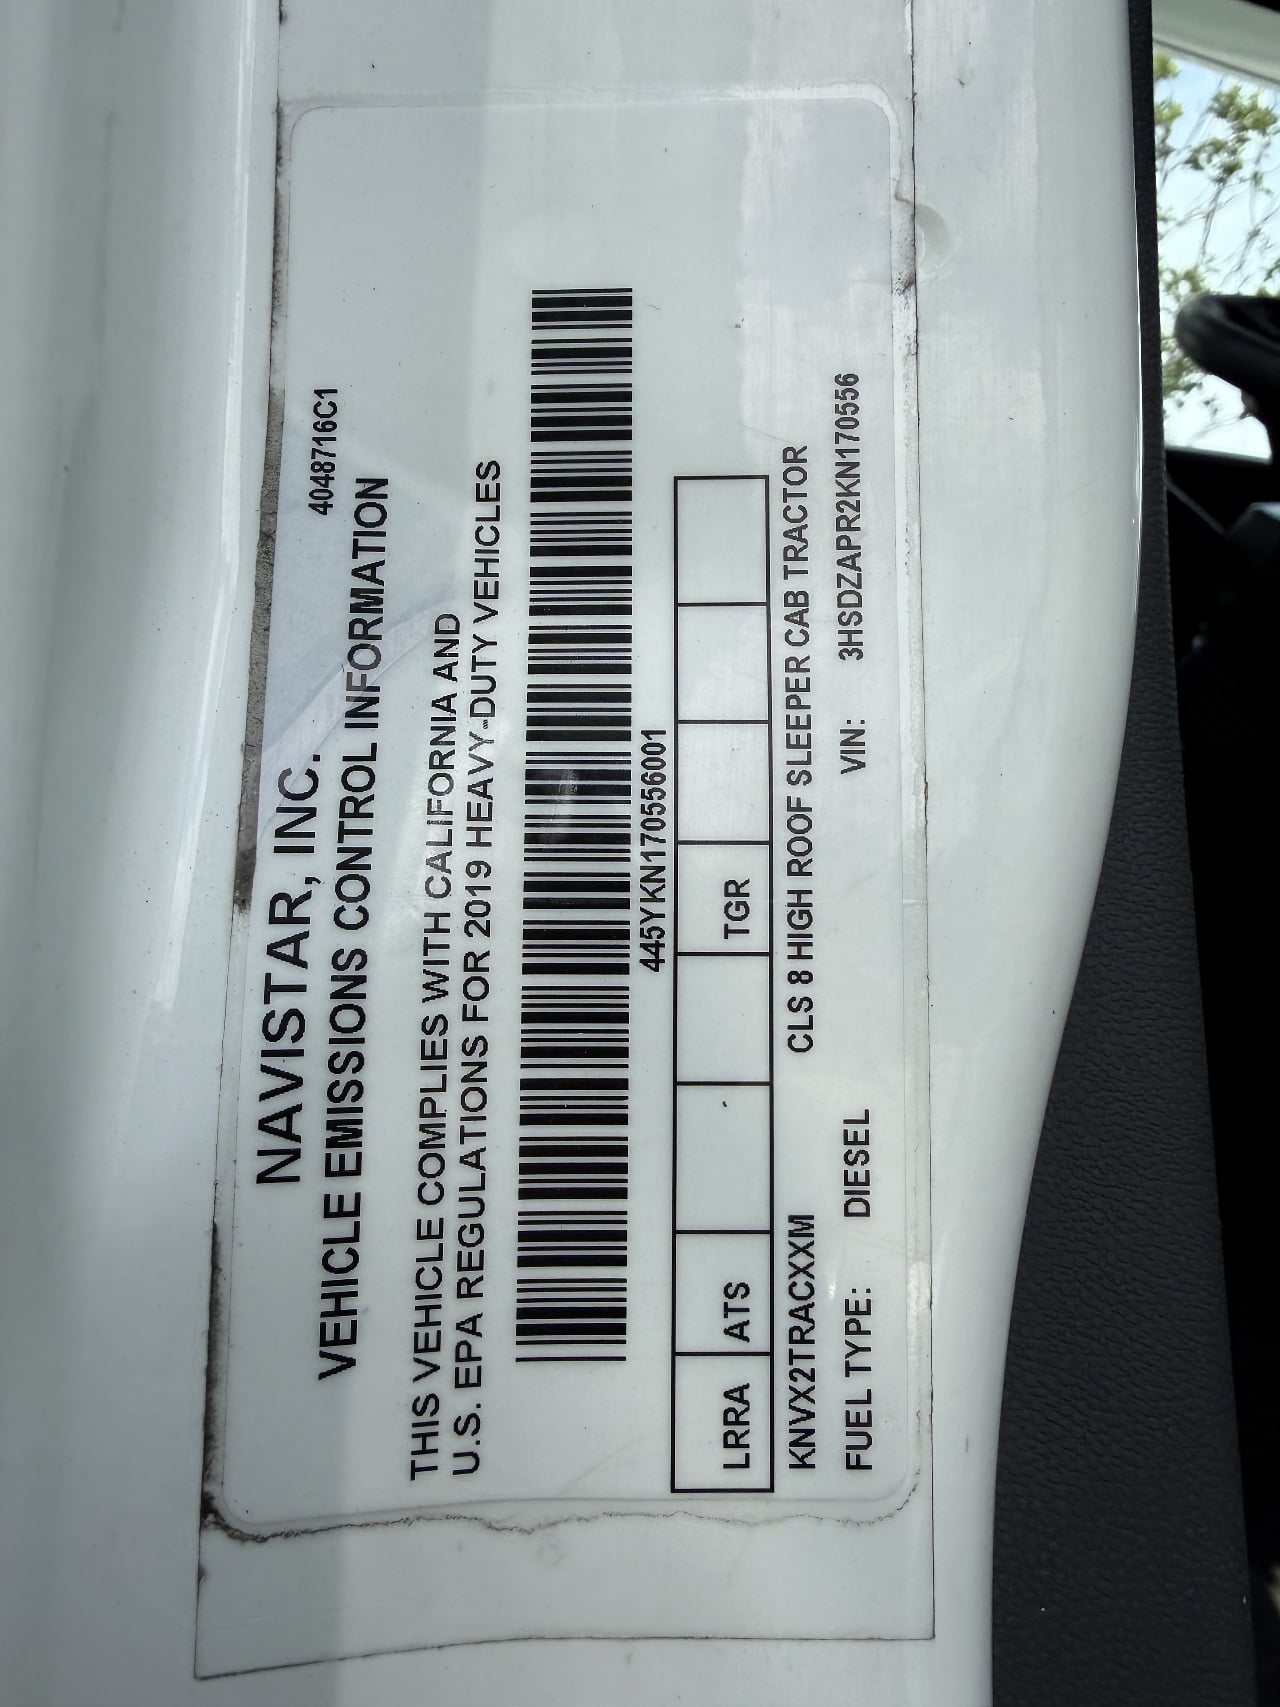 4048716C1
NAVISTAR, INC.
VEHICLE EMISSIONS CONTROL INFORMATION
THIS VEHICLE COMPLIES WITH CALIFORNIA AND
U.S. EPA REGULATIONS FOR 2019 HEAVY-DUTY VEHICLES
445YKN170556001
LRRA ATS TGR
KNVX2TRACXXM CLS 8 HIGH ROOF SLEEPER CAB TRACTOR
FUEL TYPE: DIESEL VIN: 3HSDZAPR2KN170556